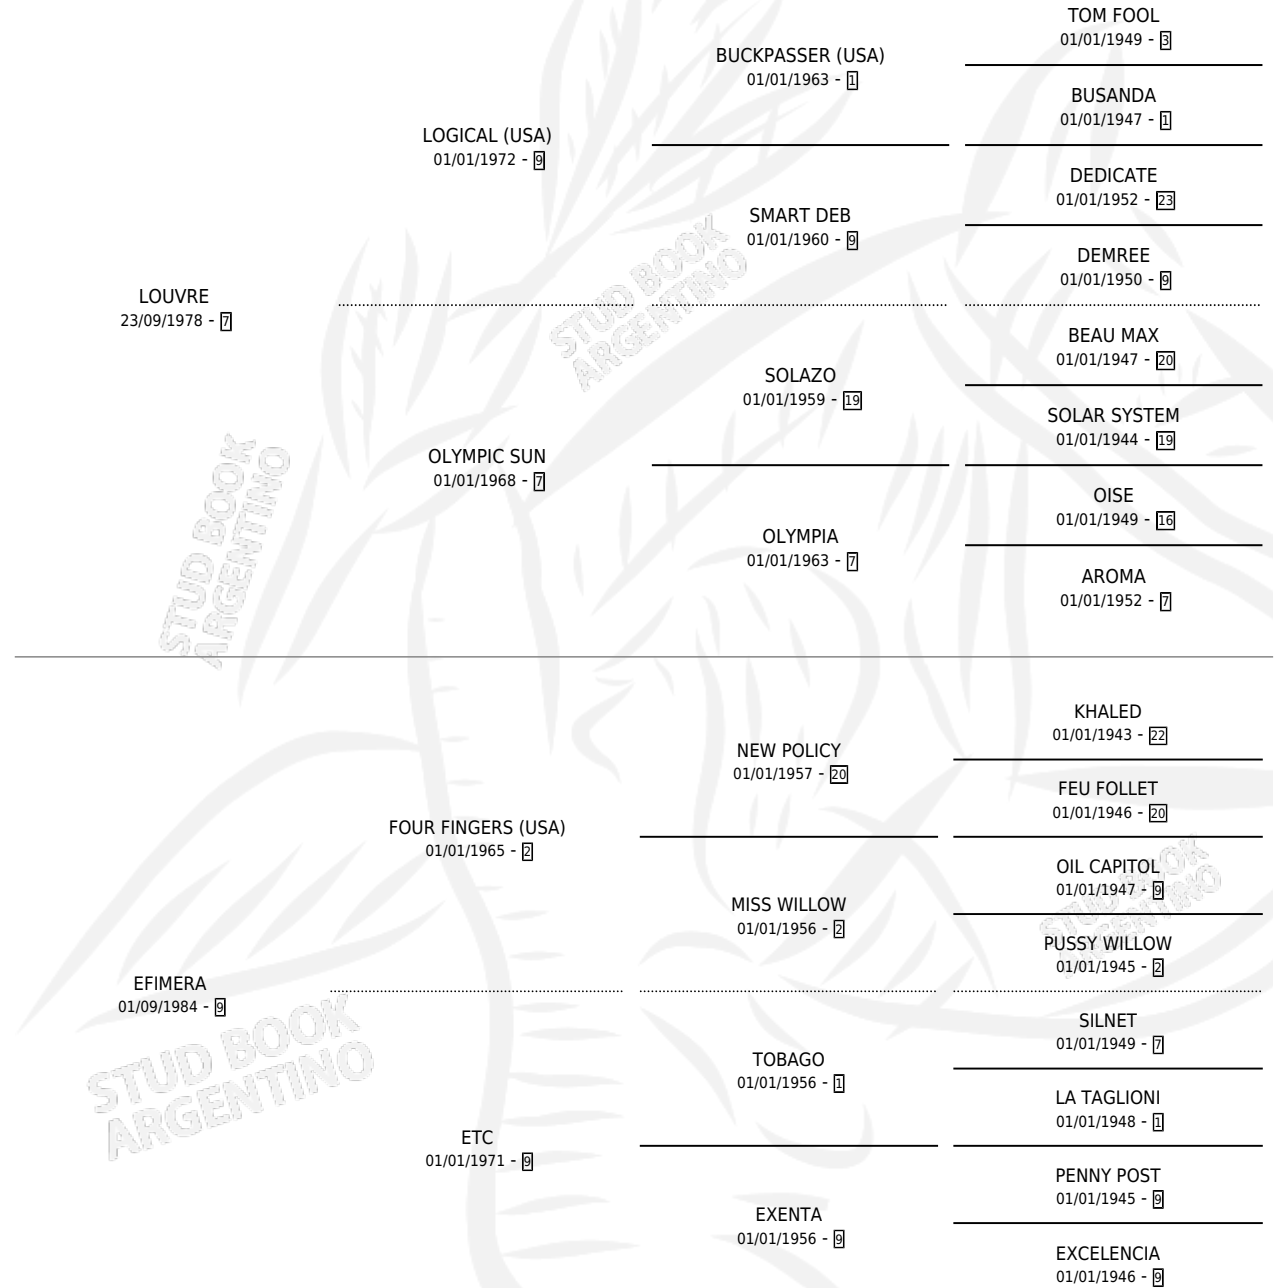 TOM FOOL
01/01/1949 - 3
BUCKPASSER (USA)
01/01/1963 - 1
BUSANDA
01/01/1947 - 1
LOGICAL (USA)
01/01/1972 - 9
DEDICATE
01/01/1952 - 23
SMART DEB
01/01/1960 - 9
DEMREE
01/01/1950 - 9
LOUVRE
23/09/1978 - 7
STUD BOOK
ARGENTINO
BEAU MAX
01/01/1947 - 20
SOLAZO
01/01/1959 - 19
SOLAR SYSTEM
01/01/1944 - 19
OLYMPIC SUN
01/01/1968 - 7
OISE
01/01/1949 - 16
OLYMPIA
01/01/1963 - 7
AROMA
01/01/1952 - 7
STUD BOOK
ARGENTINO
KHALED
01/01/1943 - 22
NEW POLICY
01/01/1957 - 20
FEU FOLLET
01/01/1946 - 20
FOUR FINGERS (USA)
01/01/1965 - 2
OIL CAPITOL
01/01/1947 - 9
MISS WILLOW
01/01/1956 - 2
PUSSY WILLOW
01/01/1945 - 2
STUD BOOK
ARGENTINO
EFIMERA
01/09/1984 - 9
SILNET
01/01/1949 - 7
TOBAGO
01/01/1956 - 1
LA TAGLIONI
01/01/1948 - 1
STUD BOOK
ARGENTINO
ETC
01/01/1971 - 9
PENNY POST
01/01/1945 - 9
EXENTA
01/01/1956 - 9
EXCELENCIA
01/01/1946 - 9